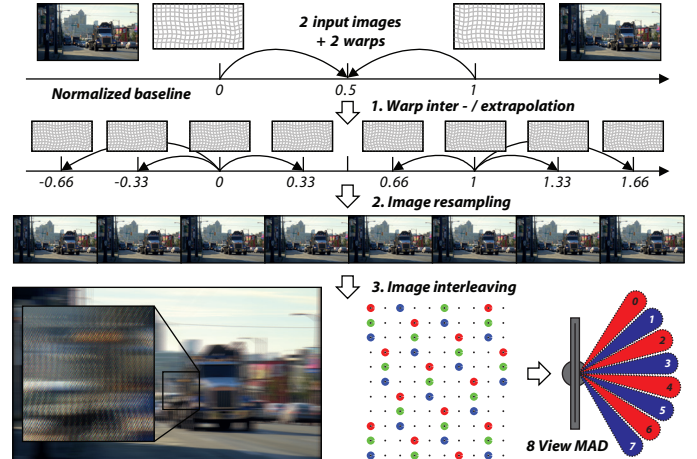 2 input images
+ 2 warps
Normalized baseline
0
0.5
1
1. Warp inter - / extrapolation
-0.66
-0.33
0
0.33
0.66
1
1.33
1.66
2. Image resampling
3. Image interleaving
0
1
2
3
4
5
6
7
8 View MAD